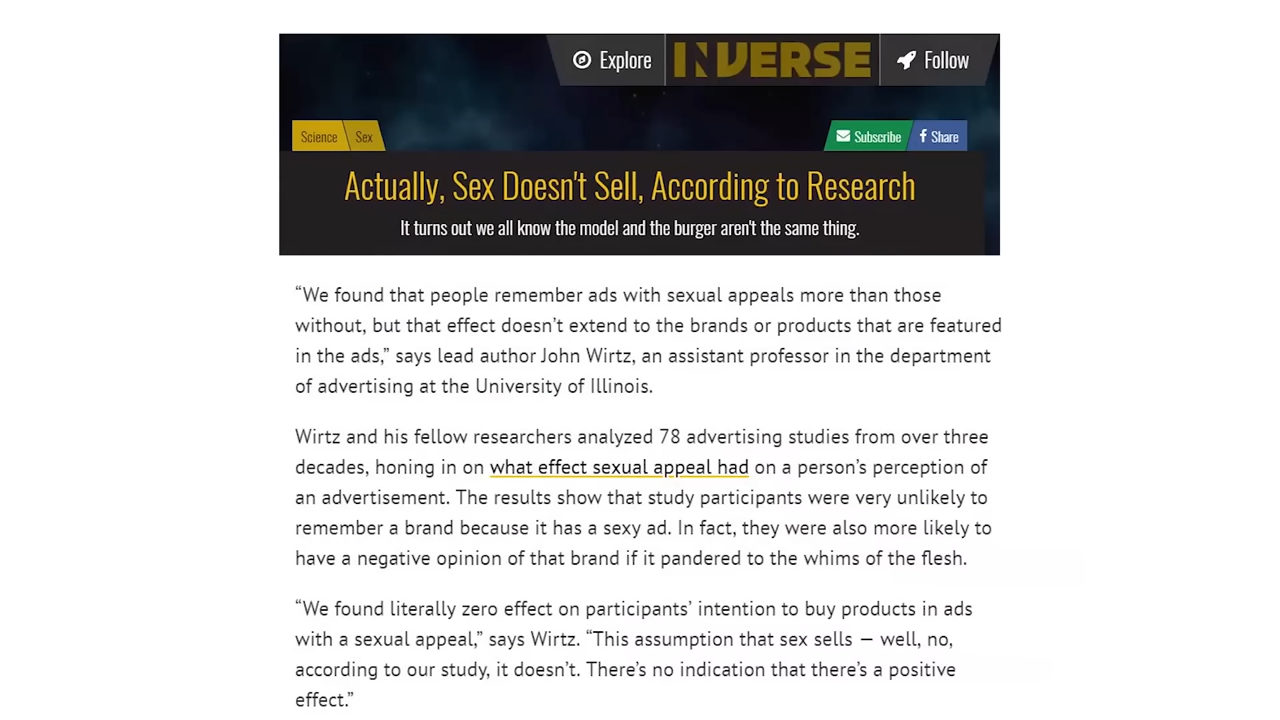 Explore
INVERSE
Follow
Science
Sex
Subscribe
Share
Actually, Sex Doesn't Sell, According to Research
It turns out we all know the model and the burger aren't the same thing.
“We found that people remember ads with sexual appeals more than those
without, but that effect doesn’t extend to the brands or products that are featured
in the ads,” says lead author John Wirtz, an assistant professor in the department
of advertising at the University of Illinois.
Wirtz and his fellow researchers analyzed 78 advertising studies from over three
decades, honing in on what effect sexual appeal had on a person’s perception of
an advertisement. The results show that study participants were very unlikely to
remember a brand because it has a sexy ad. In fact, they were also more likely to
have a negative opinion of that brand if it pandered to the whims of the flesh.
“We found literally zero effect on participants’ intention to buy products in ads
with a sexual appeal,” says Wirtz. “This assumption that sex sells — well, no,
according to our study, it doesn’t. There’s no indication that there’s a positive
effect.”